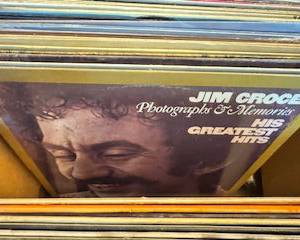 JIM CROCE
Photographs & Memories
HIS
GREATEST
HITS